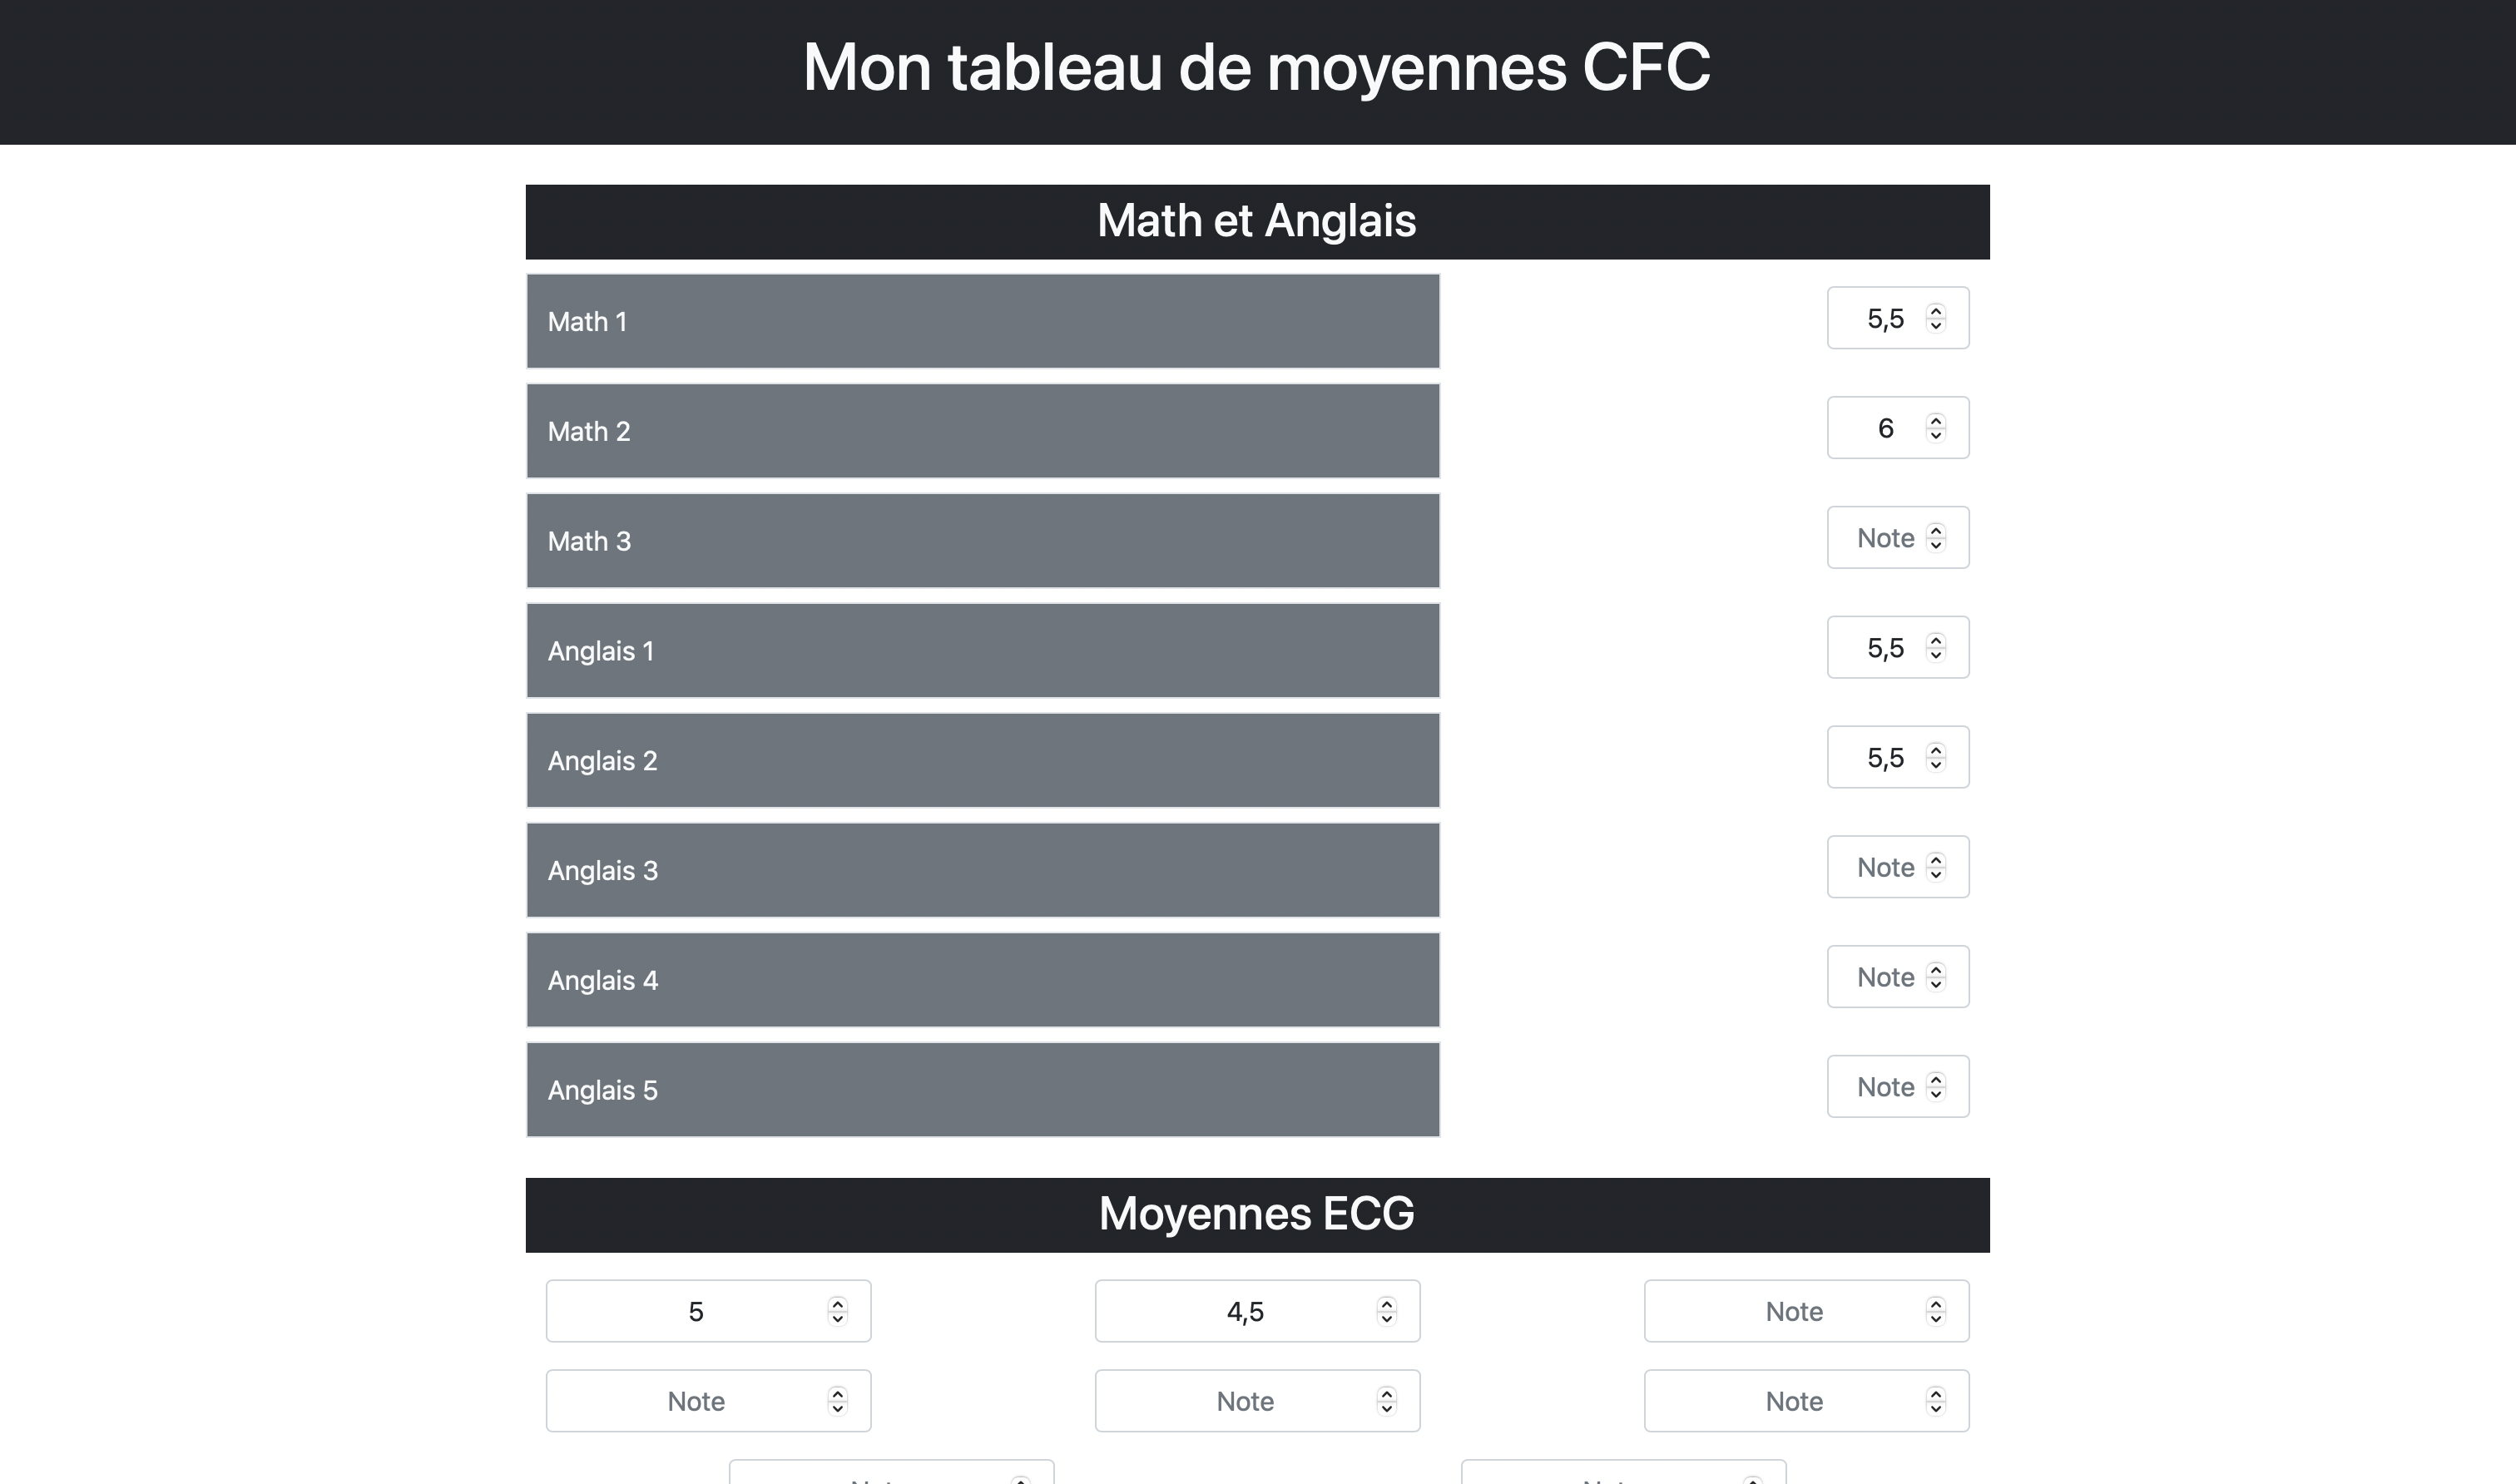 Mon tableau de moyennes CFC
Math et Anglais
Math 1 5,5
Math 2 6
Math 3 Note
Anglais 1 5,5
Anglais 2 5,5
Anglais 3 Note
Anglais 4 Note
Anglais 5 Note
Moyennes ECG
5 4,5 Note
Note Note Note